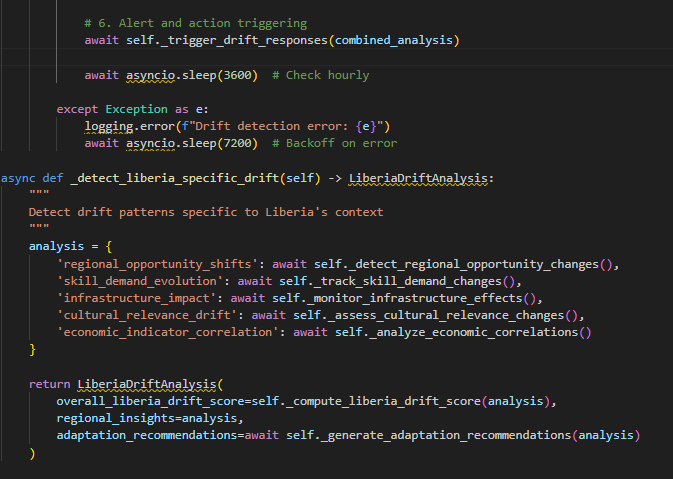 # 6. Alert and action triggering
await self._trigger_drift_responses(combined_analysis)
await asyncio.sleep(3600)  # Check hourly
except Exception as e:
logging.error(f"Drift detection error: {e}")
await asyncio.sleep(7200)  # Backoff on error
async def _detect_liberia_specific_drift(self) -> LiberiaDriftAnalysis:
"""
Detect drift patterns specific to Liberia's context
"""
analysis = {
'regional_opportunity_shifts': await self._detect_regional_opportunity_changes(),
'skill_demand_evolution': await self._track_skill_demand_changes(),
'infrastructure_impact': await self._monitor_infrastructure_effects(),
'cultural_relevance_drift': await self._assess_cultural_relevance_changes(),
'economic_indicator_correlation': await self._analyze_economic_correlations()
}
return LiberiaDriftAnalysis(
overall_liberia_drift_score=self._compute_liberia_drift_score(analysis),
regional_insights=analysis,
adaptation_recommendations=await self._generate_adaptation_recommendations(analysis)
)